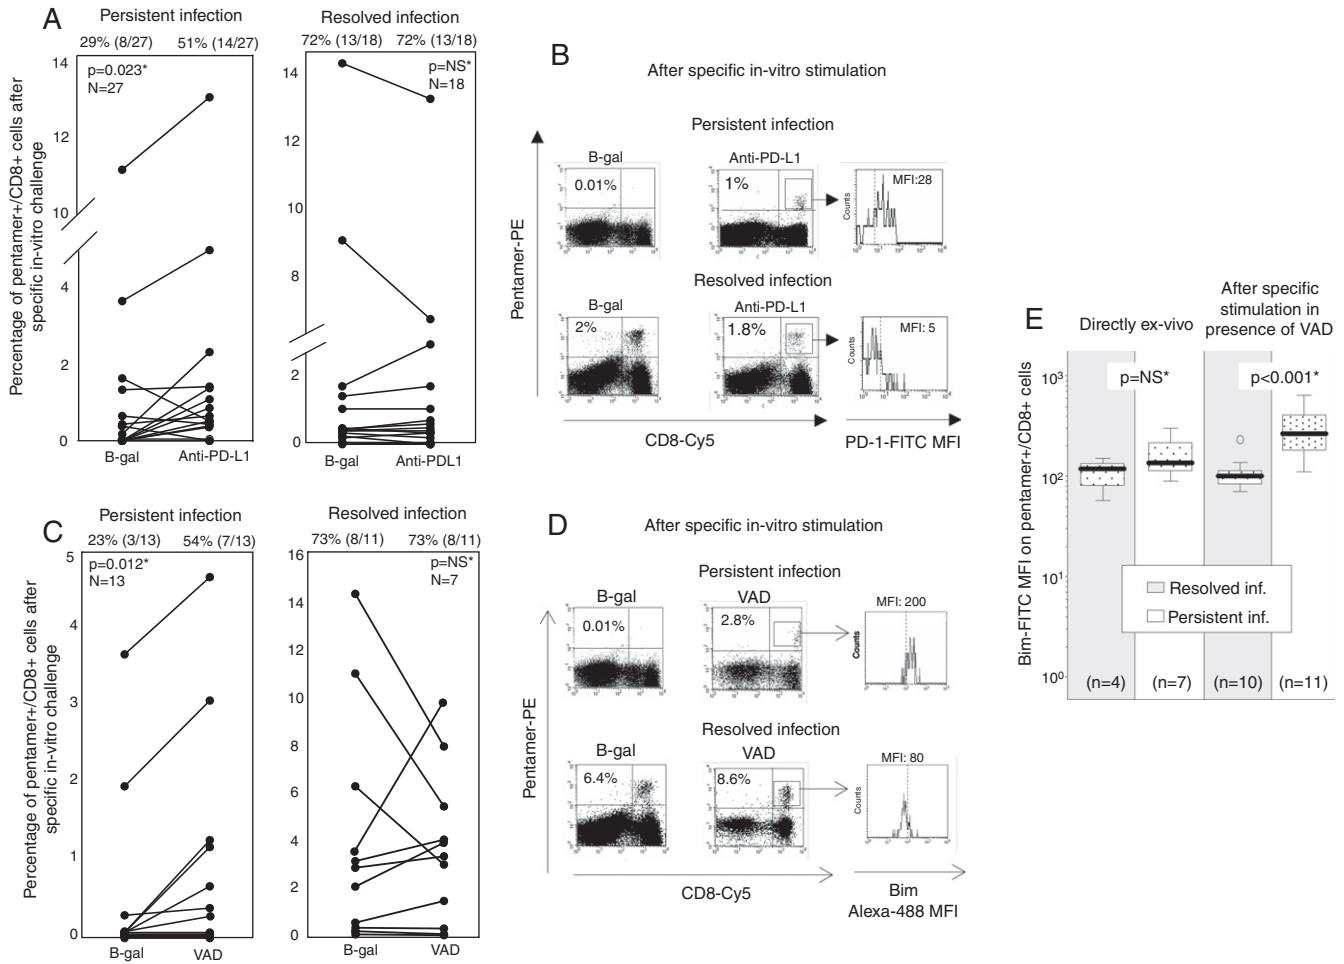 A
Persistent infection
29% (8/27) 51% (14/27)
p=0.023*
N=27
14
12
10
4
2
0
B-gal Anti-PD-L1
Percentage of pentamer+/CD8+ cells after
specific in-vitro challenge
Resolved infection
72% (13/18) 72% (13/18)
p=NS*
N=18
14
12
10
8
2
0
B-gal Anti-PDL1
B
After specific in-vitro stimulation
Persistent infection
B-gal
0.01%
Anti-PD-L1
1%
MFI:28
Counts
Resolved infection
B-gal
2%
Anti-PD-L1
1.8%
MFI: 5
Counts
Pentamer-PE
CD8-Cy5
PD-1-FITC MFI
C
Persistent infection
23% (3/13) 54% (7/13)
p=0.012*
N=13
5
4
3
2
1
0
B-gal VAD
Percentage of pentamer+/CD8+ cells after
specific in-vitro challenge
Resolved infection
73% (8/11) 73% (8/11)
p=NS*
N=7
16
14
12
10
8
6
4
2
0
B-gal VAD
D
After specific in-vitro stimulation
Persistent infection
B-gal
0.01%
VAD
2.8%
MFI: 200
Counts
Resolved infection
B-gal
6.4%
VAD
8.6%
MFI: 80
Counts
Pentamer-PE
CD8-Cy5
Bim
Alexa-488 MFI
E
Directly ex-vivo
After specific
stimulation in
presence of VAD
p=NS*
p<0.001*
10³
10²
10¹
10⁰
Bim-FITC MFI on pentamer+/CD8+ cells
Resolved inf.
Persistent inf.
(n=4) (n=7) (n=10) (n=11)